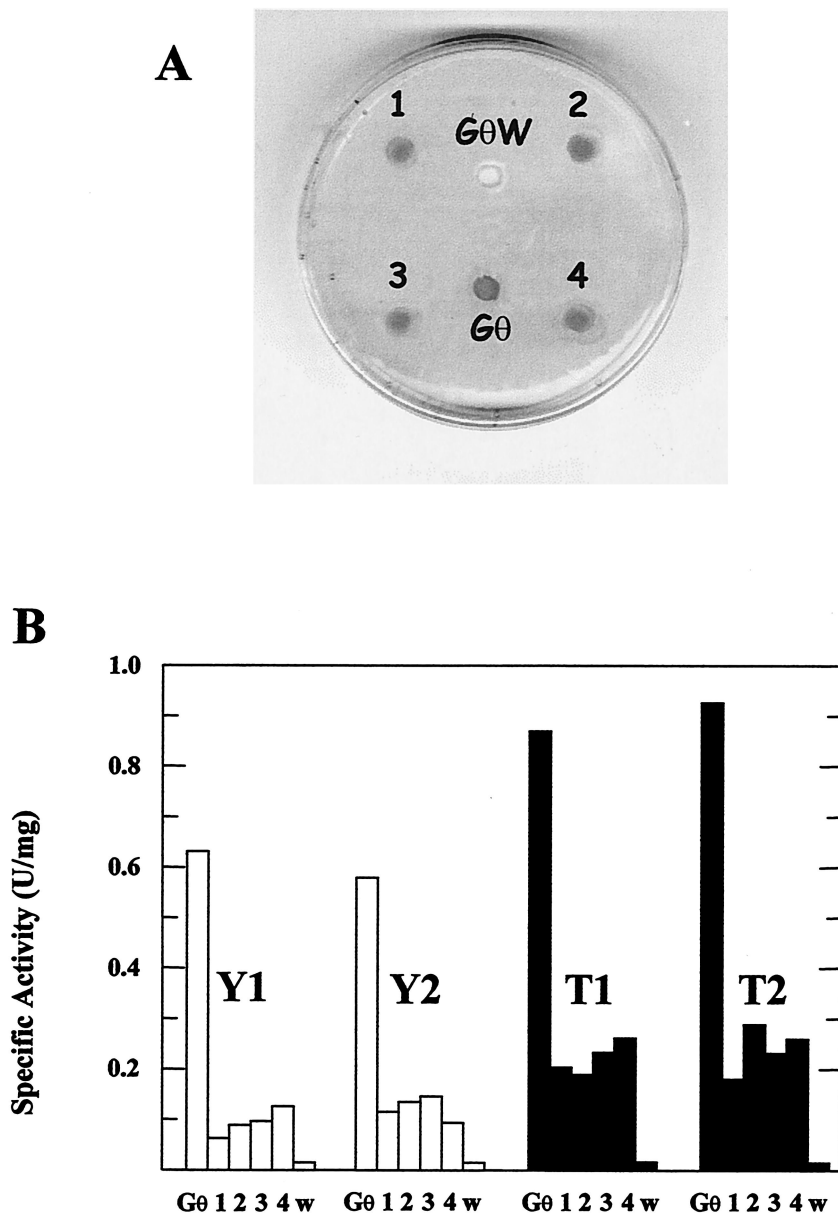 A
1
2
GθW
3
4
Gθ
B
1.0
0.8
0.6
0.4
0.2
Specific Activity (U/mg)
Y1
Y2
T1
T2
Gθ 1 2 3 4 w
Gθ 1 2 3 4 w
Gθ 1 2 3 4 w
Gθ 1 2 3 4 w